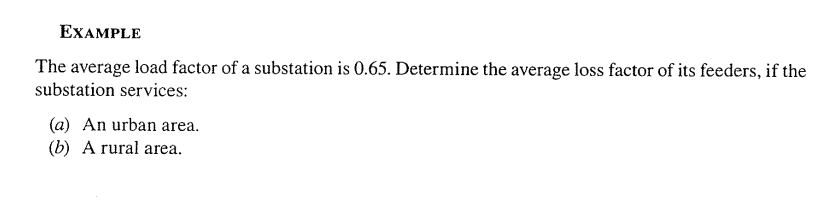 EXAMPLE
The average load factor of a substation is 0.65. Determine the average loss factor of its feeders, if the
substation services:
(a) An urban area.
(b) A rural area.